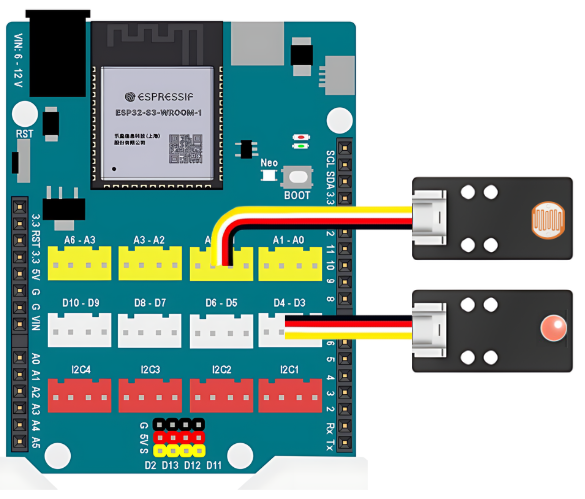 VIN: 6 - 12 V
ESPRESSIF
ESP32-S3-WROOM-1
乐鑫信息科技(上海)
股份有限公司
RST
Neo
BOOT
SCL
SDA
3.3
2
11
10
9
8
6
5
4
3
2
Rx
Tx
3.3
RST
3.3
5V
G
G
VIN
A0
A1
A2
A3
A4
A5
A6 - A3
A3 - A2
A1 - A0
D10 - D9
D8 - D7
D6 - D5
D4 - D3
I2C4
I2C3
I2C2
I2C1
G
5V
S
D2 D13 D12 D11